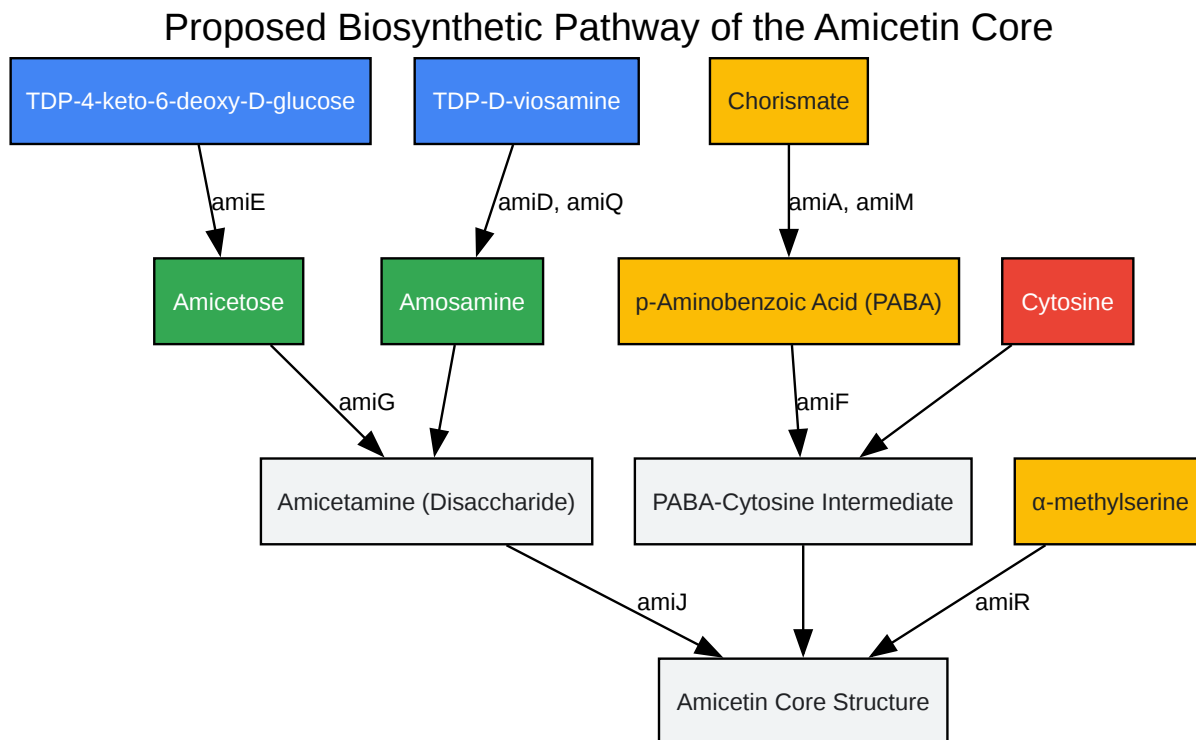 Proposed Biosynthetic Pathway of the Amicetin Core
TDP-4-keto-6-deoxy-D-glucose
TDP-D-viosamine
Chorismate
amiE
amiD, amiQ
amiA, amiM
Amicetose
Amosamine
p-Aminobenzoic Acid (PABA)
Cytosine
amiG
amiF
Amicetamine (Disaccharide)
PABA-Cytosine Intermediate
α-methylserine
amiJ
amiR
Amicetin Core Structure